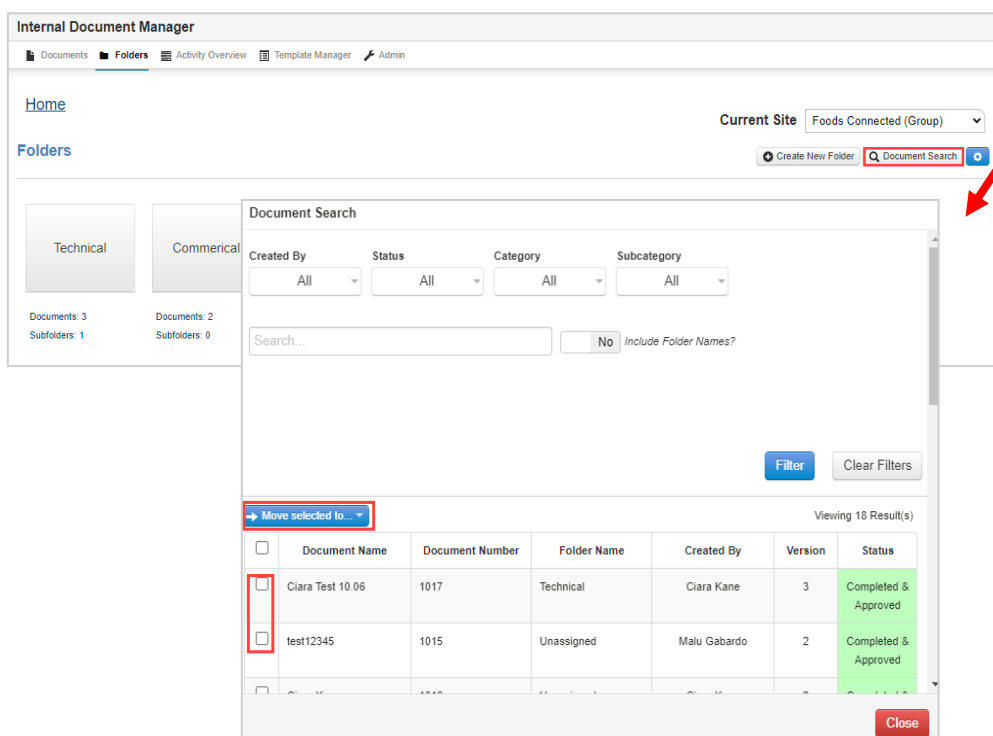 Internal Document Manager
Documents Folders Activity Overview Template Manager Admin
Home
Current Site Foods Connected (Group)
Folders
Create New Folder Document Search
Technical
Commerical
Documents: 3
Subfolders: 1
Documents: 2
Subfolders: 0
Document Search
Created By Status Category Subcategory
All All All All
Search... No Include Folder Names?
Filter Clear Filters
Move selected to... Viewing 18 Result(s)
Document Name Document Number Folder Name Created By Version Status
Ciara Test 10.06 1017 Technical Ciara Kane 3 Completed &
Approved
test12345 1015 Unassigned Malu Gabardo 2 Completed &
Approved
Close